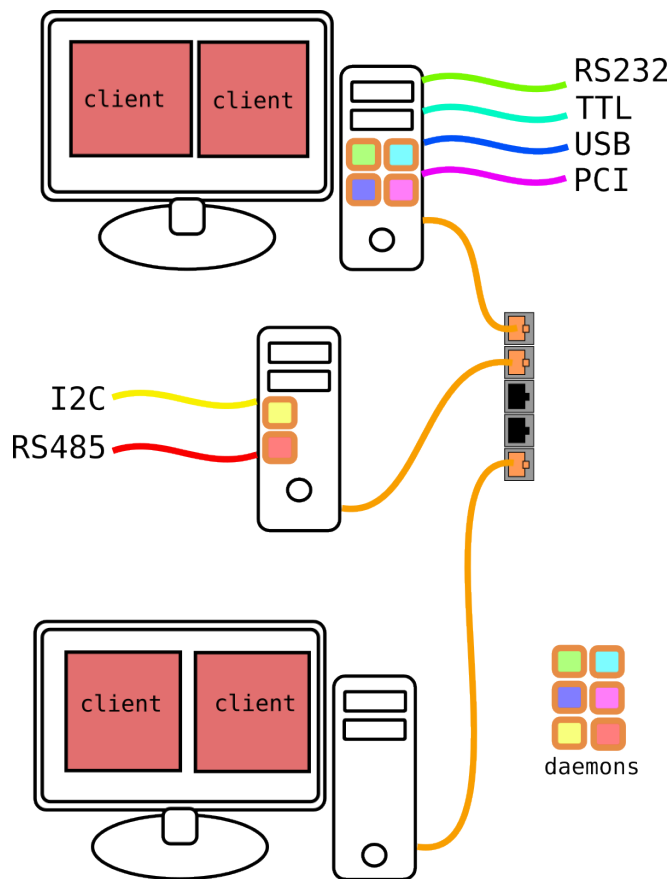 client
client
RS232
TTL
USB
PCI
I2C
RS485
client
client
daemons